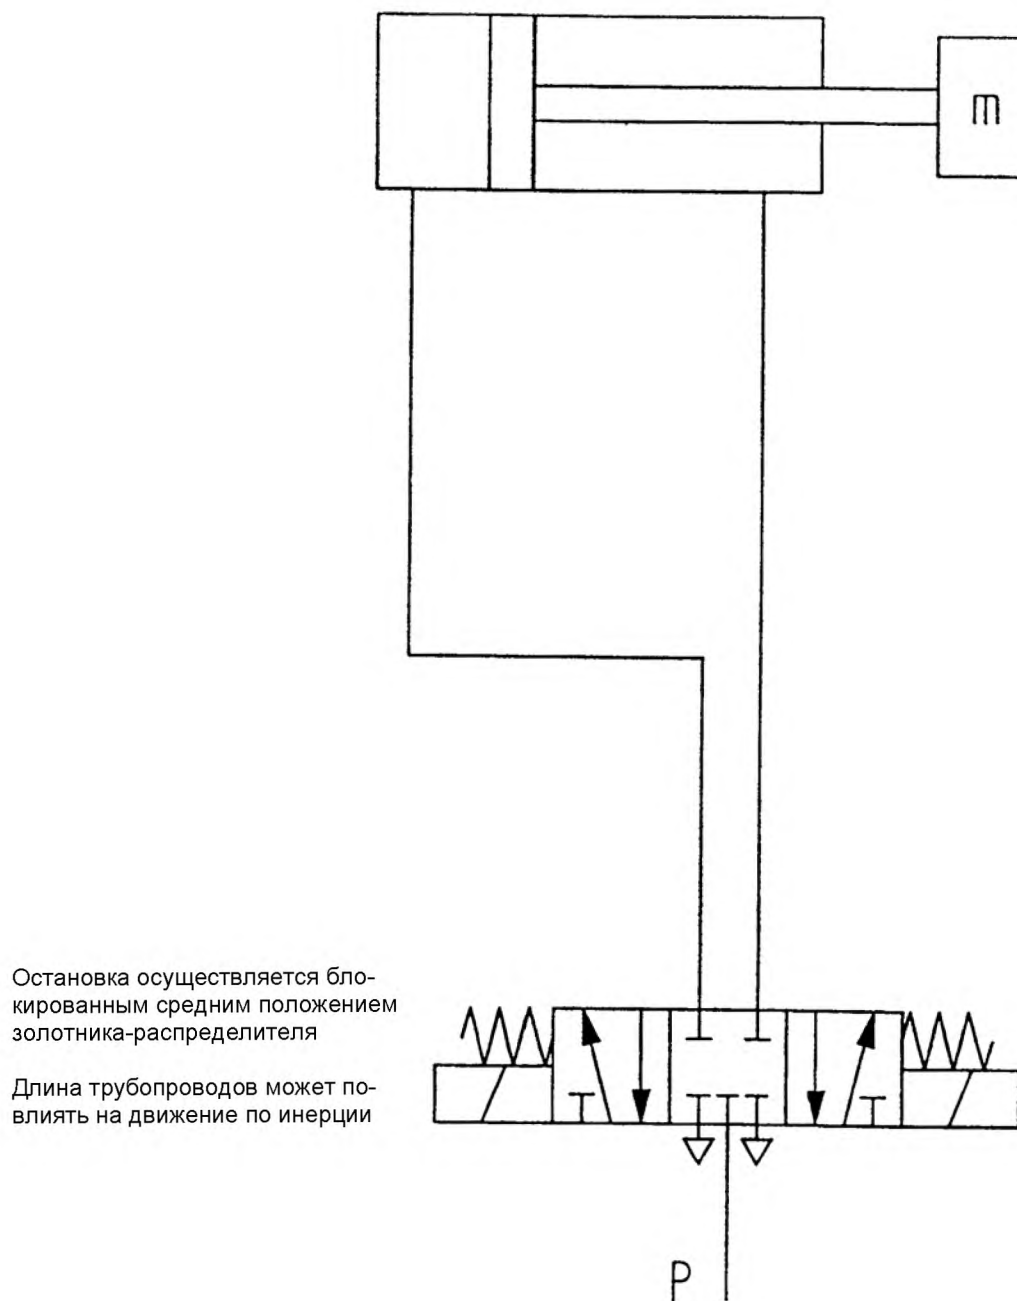 m
Остановка осуществляется бло-
кированным средним положением
золотника-распределителя
Длина трубопроводов может по-
влиять на движение по инерции
P